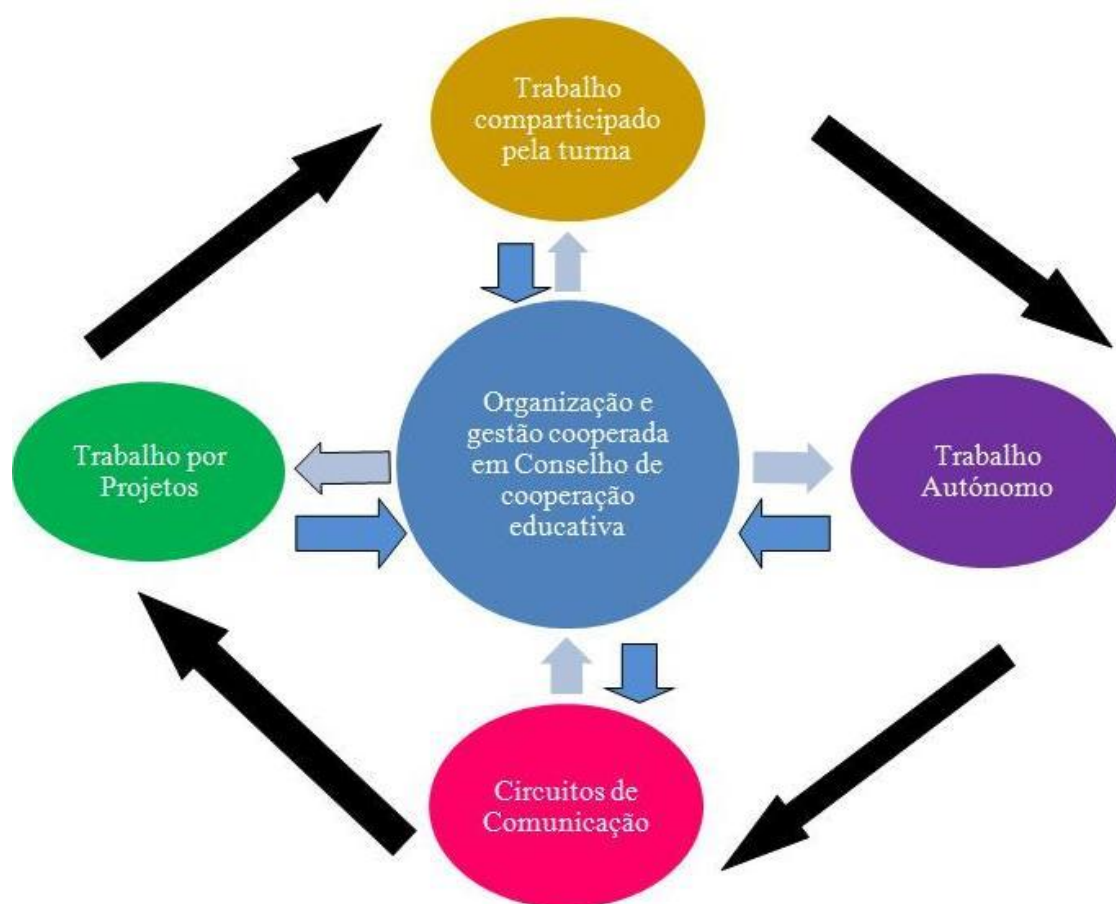 Trabalho
comparticipado
pela turma
Organização e
gestão cooperada
em Conselho de
cooperação
educativa
Trabalho por
Projetos
Trabalho
Autónomo
Circuitos de
Comunicação